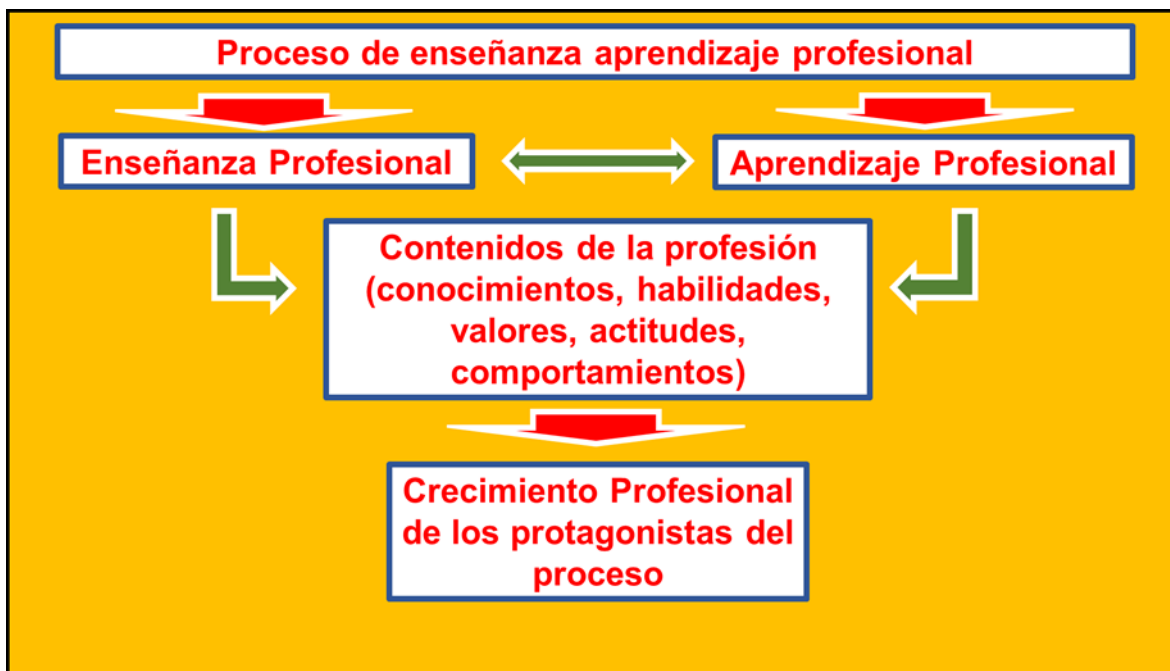 Proceso de enseñanza aprendizaje profesional
Enseñanza Profesional
Aprendizaje Profesional
Contenidos de la profesión
(conocimientos, habilidades,
valores, actitudes,
comportamientos)
Crecimiento Profesional
de los protagonistas del
proceso